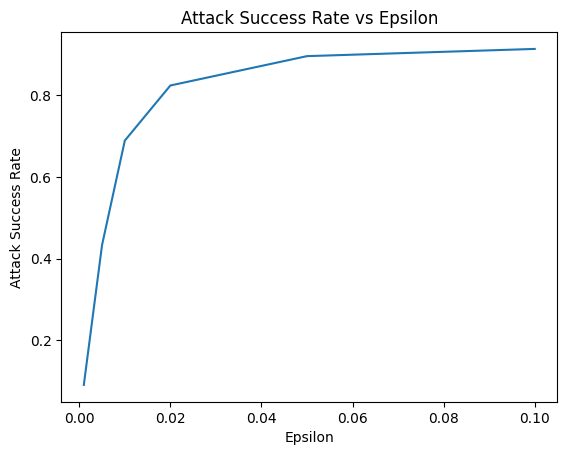 Attack Success Rate vs Epsilon
Attack Success Rate
0.8
0.6
0.4
0.2
0.00 0.02 0.04 0.06 0.08 0.10
Epsilon